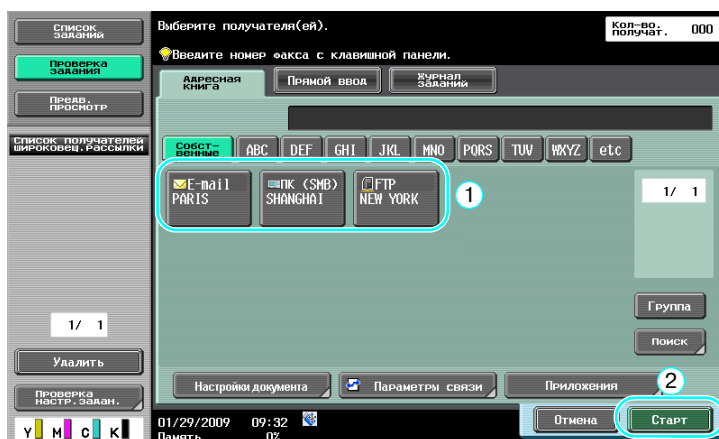 Список
заданий
Проверка
задания
Предв.
просмотр
Список получателей
широковещ.рассылки
1/ 1
Удалить
Проверка
настр.задан.
Y M C K
Выберите получателя(ей).
Кол-во.
получат. 000
Введите номер факса с клавишной панели.
Адресная
книга
Прямой ввод
Журнал
заданий
Собст-
венные ABC DEF GHI JKL MNO PQRS TUV WXYZ etc
E-mail
PARIS
ПК (SMB)
SHANGHAI
FTP
NEW YORK
1
1/ 1
Группа
Поиск
Настройки документа Параметры связи Приложения
2
01/29/2009 09:32
Память 0%
Отмена Старт